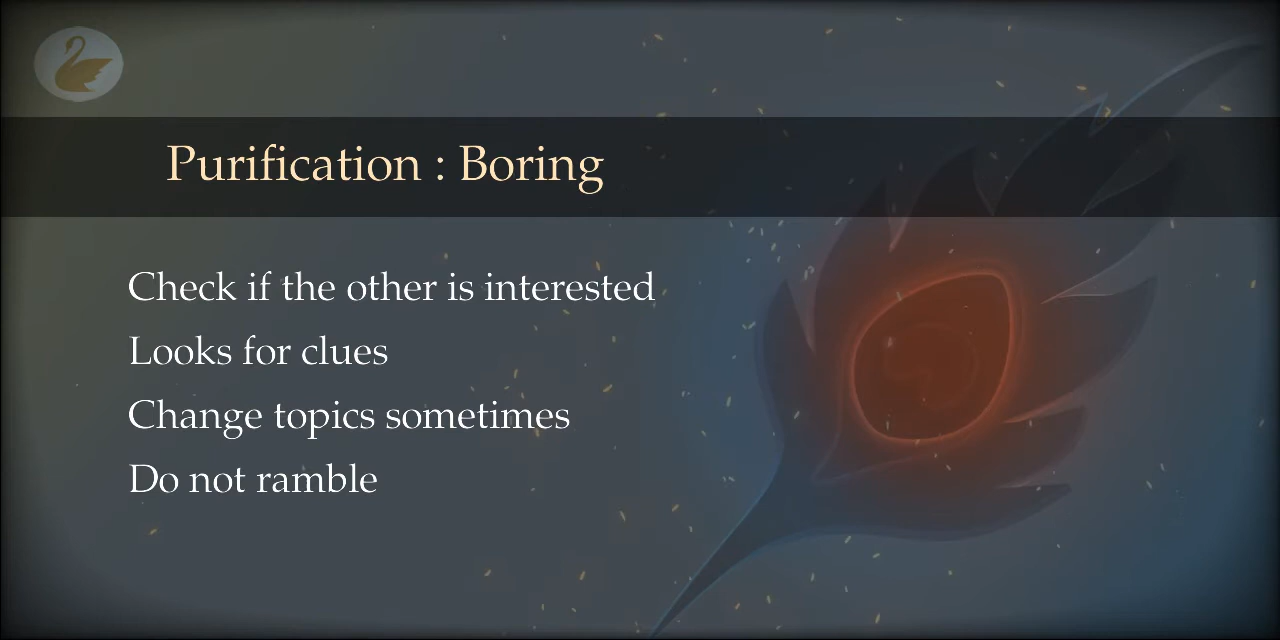 Purification : Boring
Check if the other is interested
Looks for clues
Change topics sometimes
Do not ramble